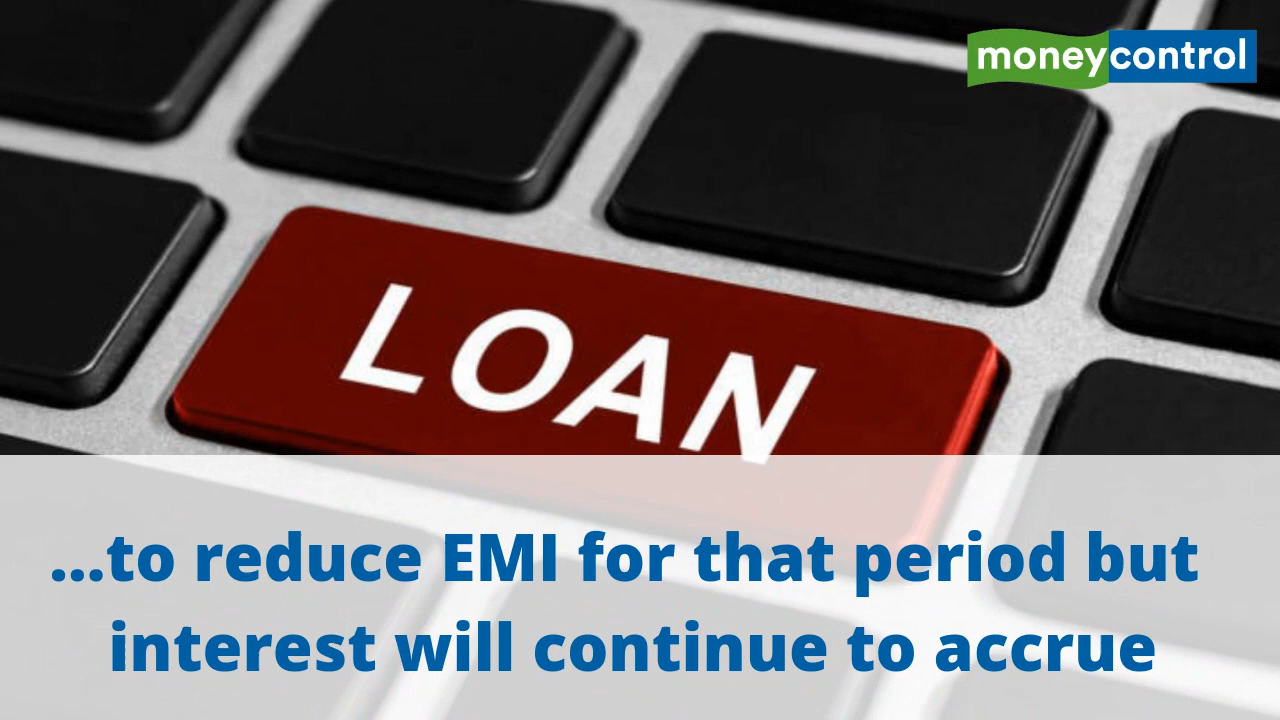 moneycontrol
LOAN
...to reduce EMI for that period but
interest will continue to accrue